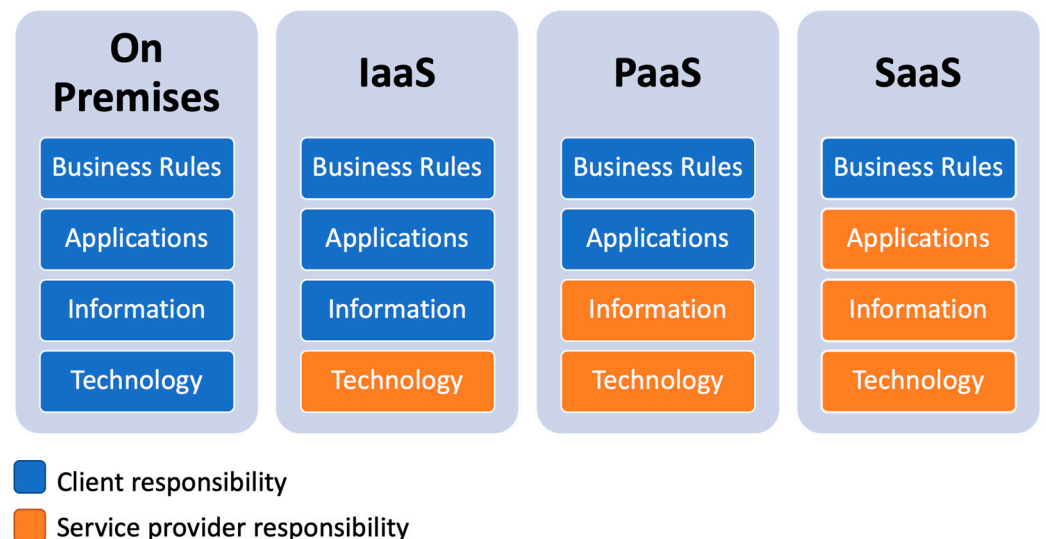 On
Premises
Business Rules
Applications
Information
Technology
IaaS
Business Rules
Applications
Information
Technology
PaaS
Business Rules
Applications
Information
Technology
SaaS
Business Rules
Applications
Information
Technology
Client responsibility
Service provider responsibility